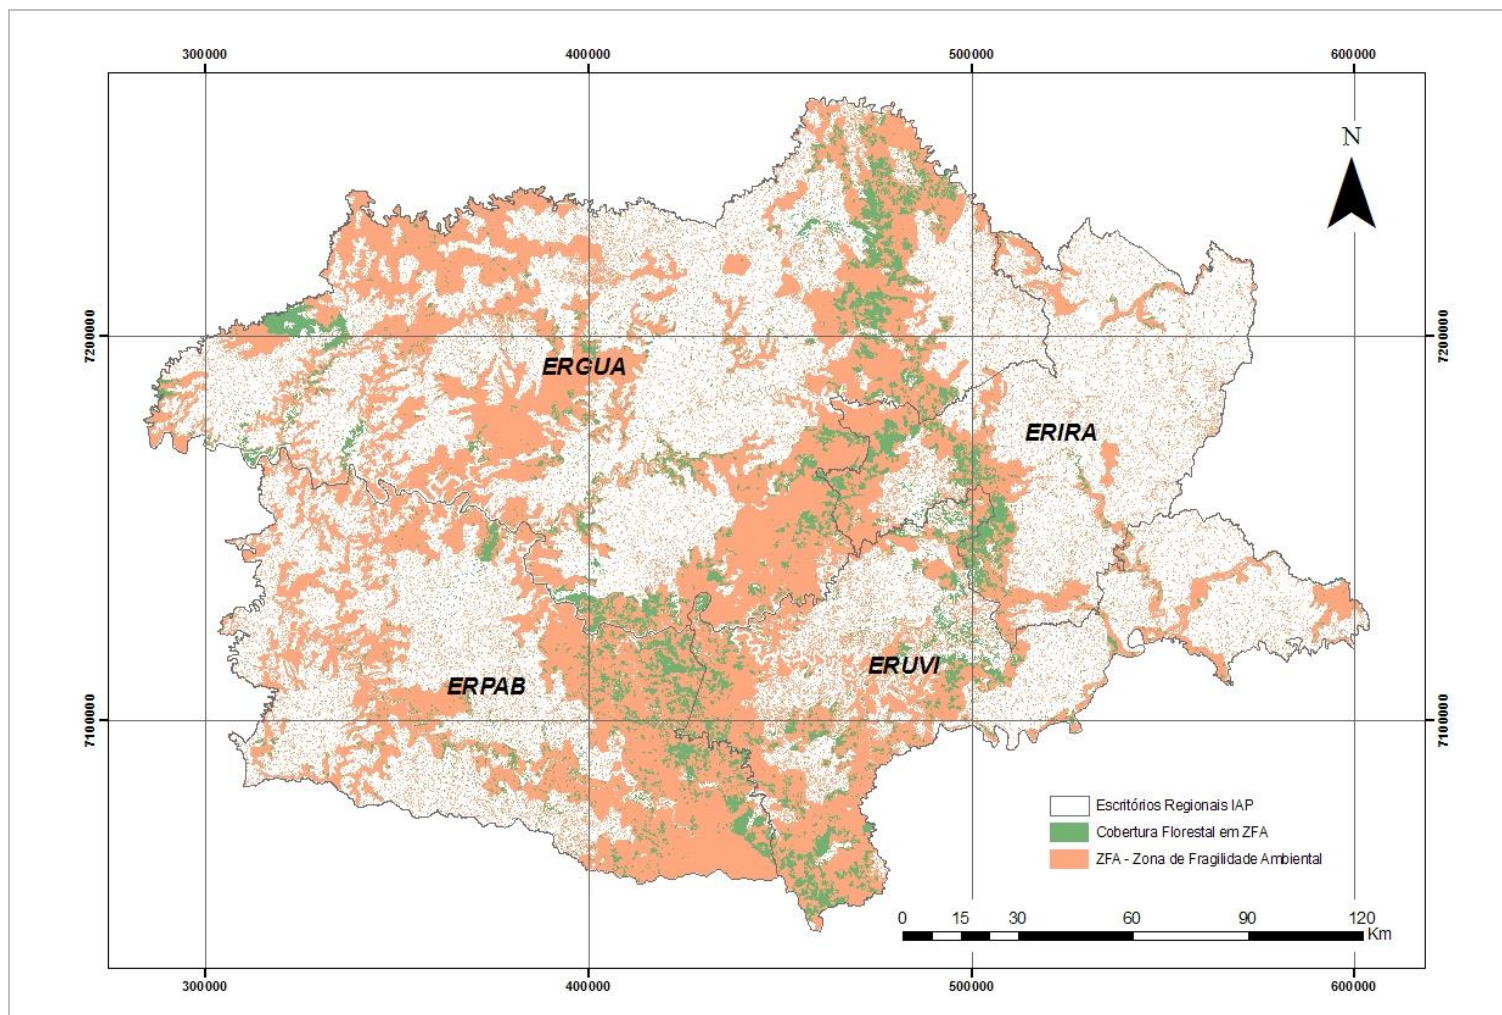 300000 400000 500000 600000
N
7200000 7200000
ERGUA
ERIRA
ERUVI
ERPAB
7100000 7100000
Escritórios Regionais IAP
Cobertura Florestal em ZFA
ZFA - Zona de Fragilidade Ambiental
0 15 30 60 90 120
Km
300000 400000 500000 600000